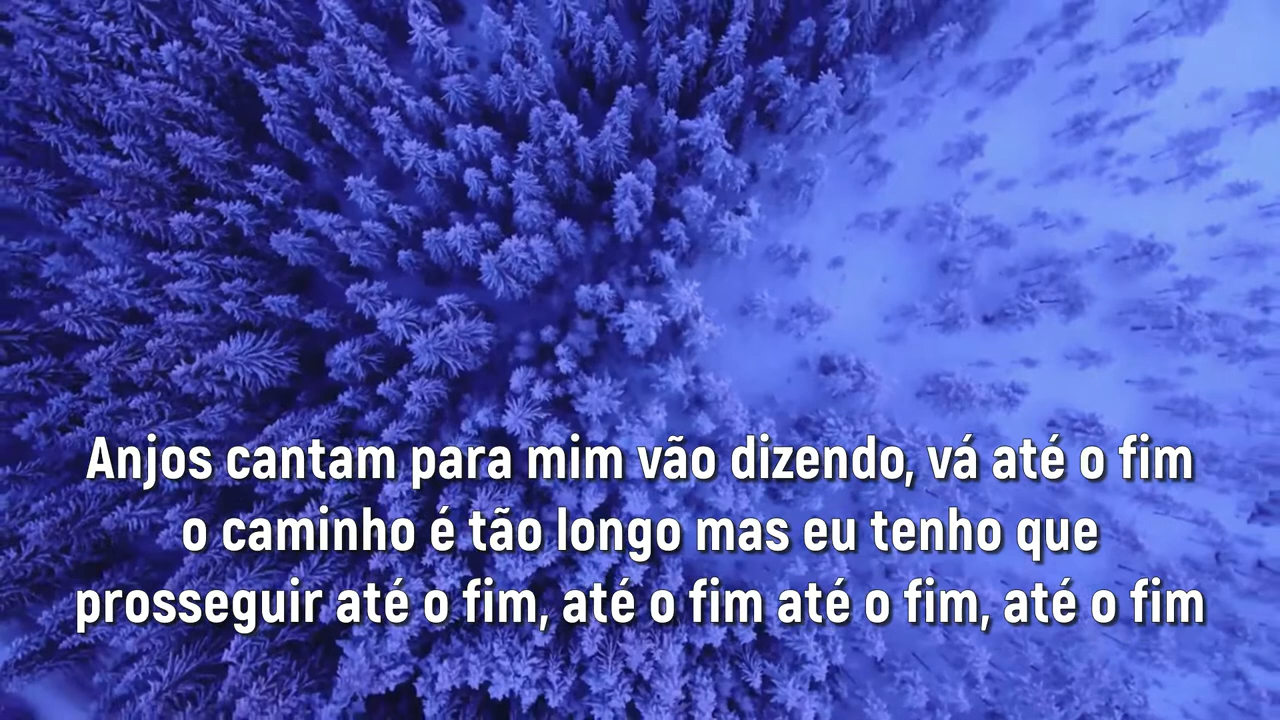 Anjos cantam para mim vão dizendo, vá até o fim
o caminho é tão longo mas eu tenho que
prosseguir até o fim, até o fim até o fim, até o fim